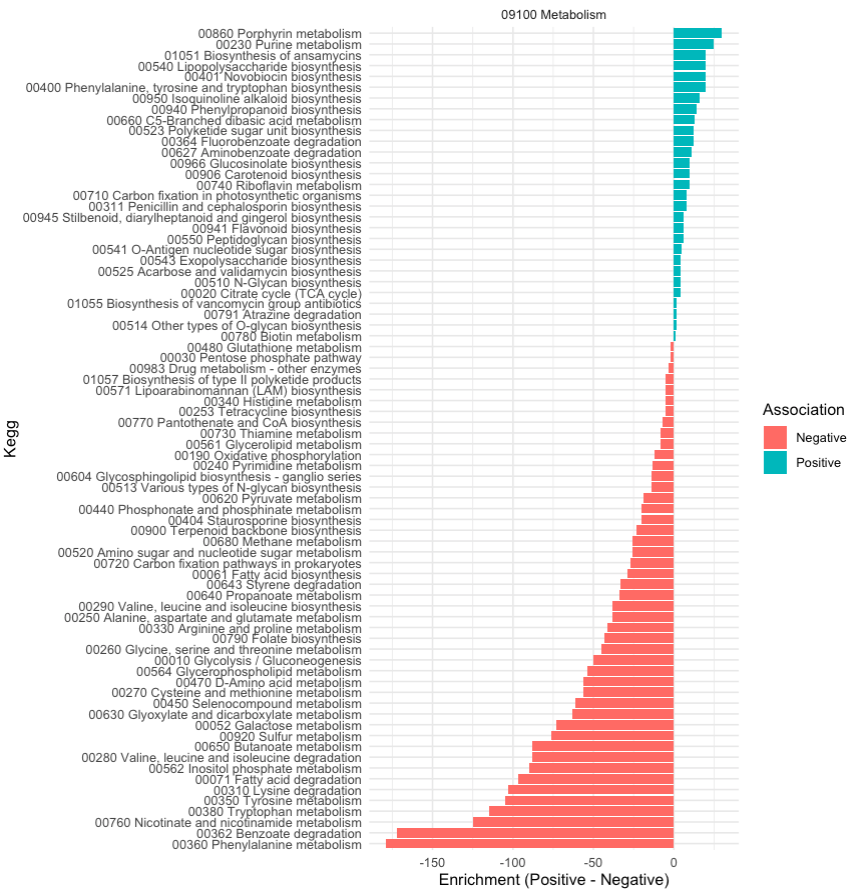 09100 Metabolism
00860 Porphyrin metabolism
00230 Purine metabolism
01051 Biosynthesis of ansamycins
00540 Lipopolysaccharide biosynthesis
00401 Novobiocin biosynthesis
00400 Phenylalanine, tyrosine and tryptophan biosynthesis
00950 Isoquinoline alkaloid biosynthesis
00940 Phenylpropanoid biosynthesis
00660 C5-Branched dibasic acid metabolism
00523 Polyketide sugar unit biosynthesis
00364 Fluorobenzoate degradation
00627 Aminobenzoate degradation
00966 Glucosinolate biosynthesis
00906 Carotenoid biosynthesis
00740 Riboflavin metabolism
00710 Carbon fixation in photosynthetic organisms
00311 Penicillin and cephalosporin biosynthesis
00945 Stilbenoid, diarylheptanoid and gingerol biosynthesis
00941 Flavonoid biosynthesis
00550 Peptidoglycan biosynthesis
00541 O-Antigen nucleotide sugar biosynthesis
00543 Exopolysaccharide biosynthesis
00525 Acarbose and validamycin biosynthesis
00510 N-Glycan biosynthesis
00020 Citrate cycle (TCA cycle)
01055 Biosynthesis of vancomycin group antibiotics
00791 Atrazine degradation
00514 Other types of O-glycan biosynthesis
00780 Biotin metabolism
00480 Glutathione metabolism
00030 Pentose phosphate pathway
00983 Drug metabolism - other enzymes
01057 Biosynthesis of type II polyketide products
00571 Lipoarabinomannan (LAM) biosynthesis
00340 Histidine metabolism
00253 Tetracycline biosynthesis
00770 Pantothenate and CoA biosynthesis
00730 Thiamine metabolism
00561 Glycerolipid metabolism
00190 Oxidative phosphorylation
00240 Pyrimidine metabolism
00604 Glycosphingolipid biosynthesis - ganglio series
00513 Various types of N-glycan biosynthesis
00620 Pyruvate metabolism
00440 Phosphonate and phosphinate metabolism
00404 Staurosporine biosynthesis
00900 Terpenoid backbone biosynthesis
00680 Methane metabolism
00520 Amino sugar and nucleotide sugar metabolism
00720 Carbon fixation pathways in prokaryotes
00061 Fatty acid biosynthesis
00643 Styrene degradation
00640 Propanoate metabolism
00290 Valine, leucine and isoleucine biosynthesis
00250 Alanine, aspartate and glutamate metabolism
00330 Arginine and proline metabolism
00790 Folate biosynthesis
00260 Glycine, serine and threonine metabolism
00010 Glycolysis / Gluconeogenesis
00564 Glycerophospholipid metabolism
00470 D-Amino acid metabolism
00270 Cysteine and methionine metabolism
00450 Selenocompound metabolism
00630 Glyoxylate and dicarboxylate metabolism
00052 Galactose metabolism
00920 Sulfur metabolism
00650 Butanoate metabolism
00280 Valine, leucine and isoleucine degradation
00562 Inositol phosphate metabolism
00071 Fatty acid degradation
00310 Lysine degradation
00350 Tyrosine metabolism
00380 Tryptophan metabolism
00760 Nicotinate and nicotinamide metabolism
00362 Benzoate degradation
00360 Phenylalanine metabolism
Kegg
-150 -100 -50 0
Enrichment (Positive - Negative)
Association
Negative
Positive